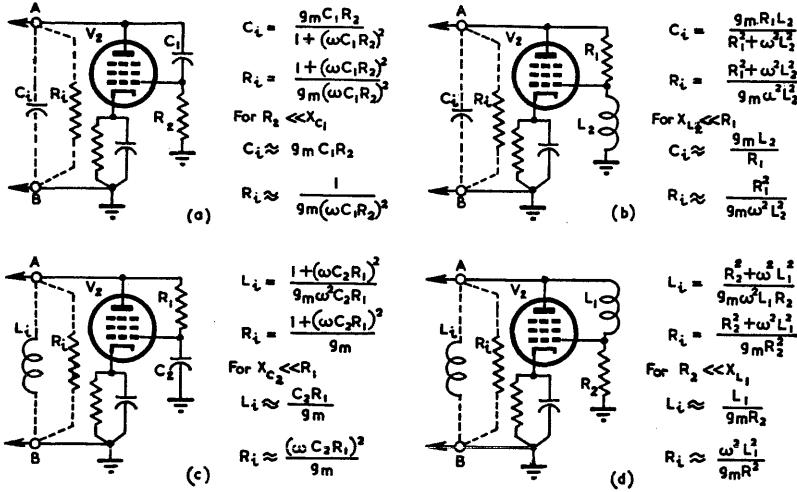 A
V₂
C₁
Cᵢ
Rᵢ
R₂
B
(a)
Cᵢ = gₘC₁R₂ / 1+(ωC₁R₂)²
Rᵢ = 1+(ωC₁R₂)² / gₘ(ωC₁R₂)²
For R₂ ≪ X_C₁
Cᵢ ≈ gₘC₁R₂
Rᵢ ≈ 1 / gₘ(ωC₁R₂)²
A
V₂
R₁
Cᵢ
Rᵢ
L₂
B
(b)
Cᵢ = gₘR₁L₂ / R₁²+ω²L₂²
Rᵢ = R₁²+ω²L₂² / gₘω²L₂²
For X_L₂ ≪ R₁
Cᵢ ≈ gₘL₂ / R₁
Rᵢ ≈ R₁² / gₘω²L₂²
A
V₂
R₁
Lᵢ
Rᵢ
C₂
B
(c)
Lᵢ = 1+(ωC₂R₁)² / gₘω²C₂R₁
Rᵢ = 1+(ωC₂R₁)² / gₘ
For X_C₂ ≪ R₁
Lᵢ ≈ C₂R₁ / gₘ
Rᵢ ≈ (ωC₂R₁)² / gₘ
A
V₂
L₁
Lᵢ
Rᵢ
R₂
B
(d)
Lᵢ = R₂²+ω²L₁² / gₘω²L₁R₂
Rᵢ = R₂²+ω²L₁² / gₘR₂²
For R₂ ≪ X_L₁
Lᵢ ≈ L₁ / gₘR₂
Rᵢ ≈ ω²L₁² / gₘR²